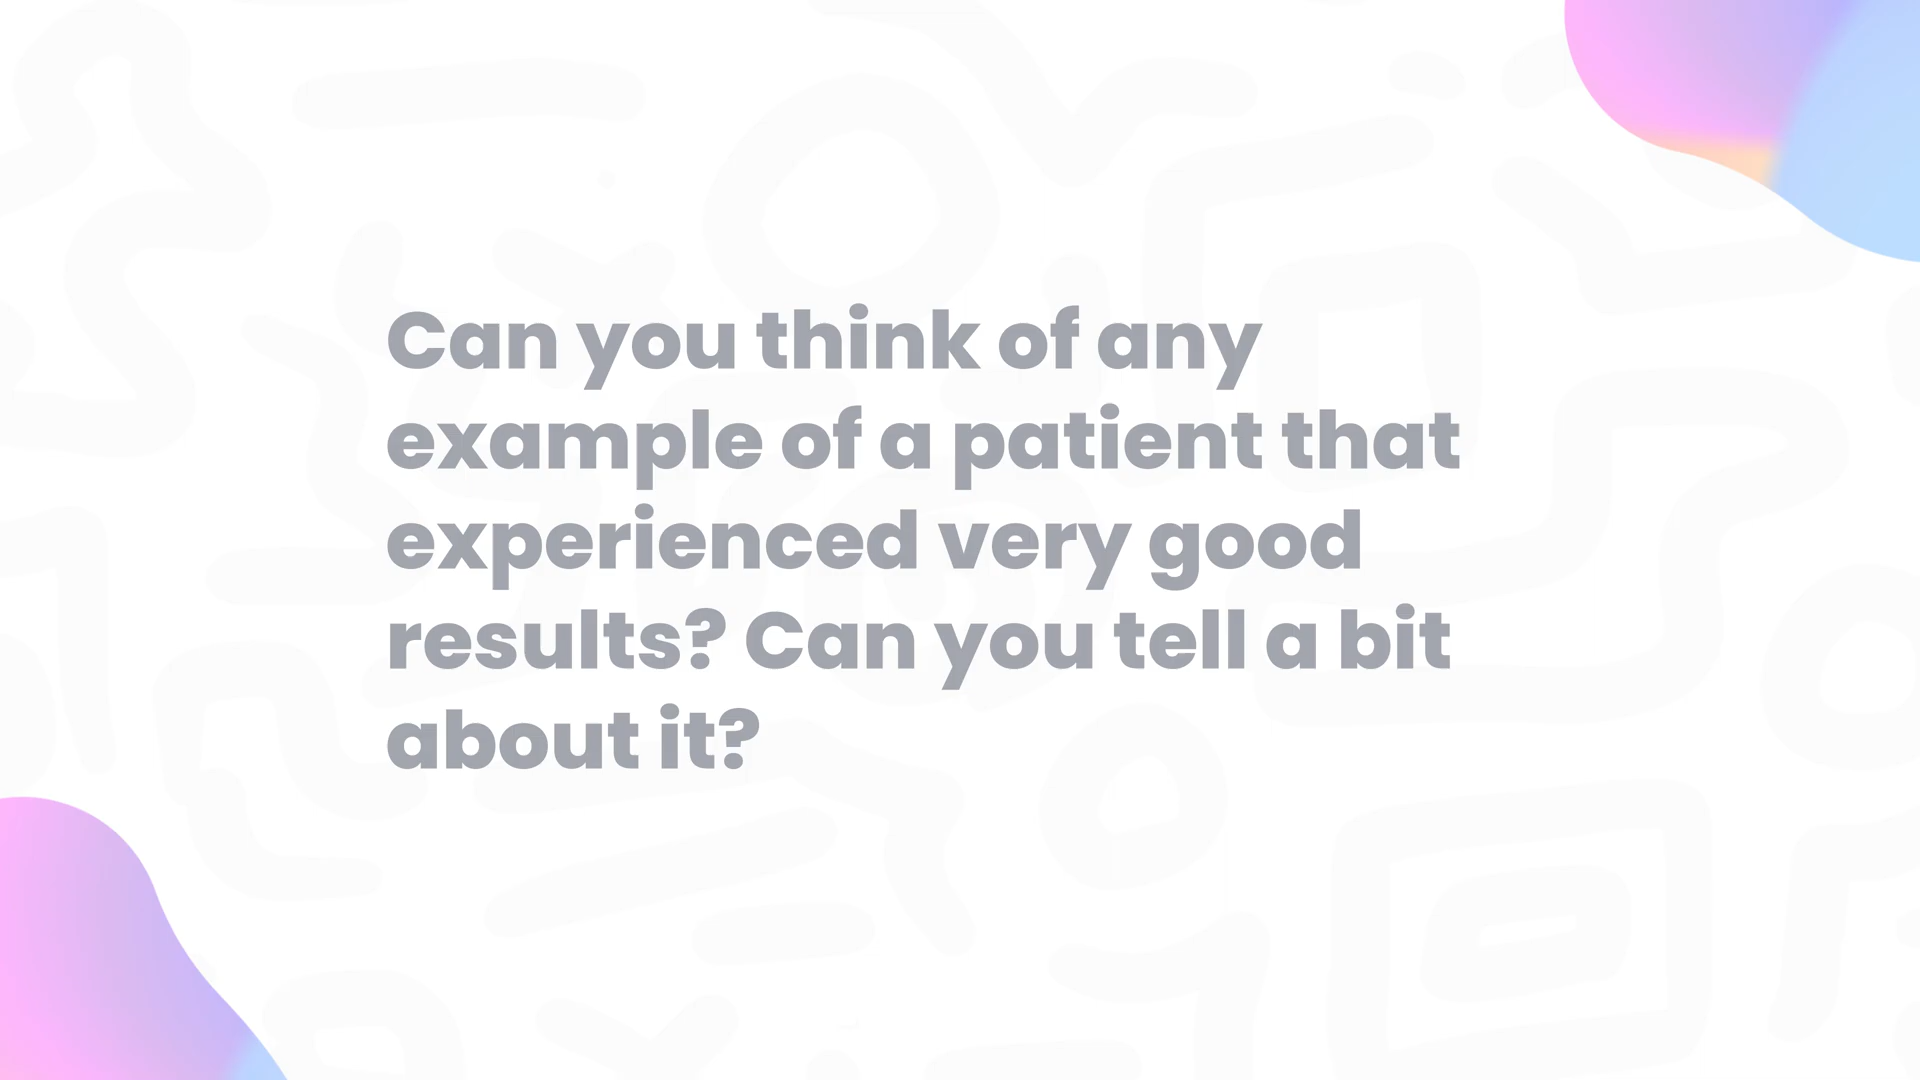 Can you think of any
example of a patient that
experienced very good
results? Can you tell a bit
about it?